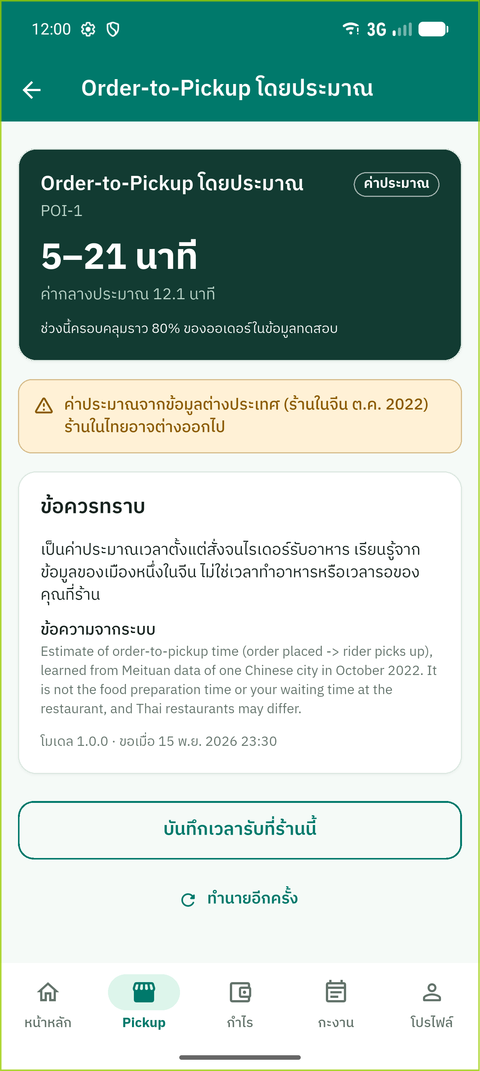 12:00
3G
Order-to-Pickup โดยประมาณ
Order-to-Pickup โดยประมาณ
ค่าประมาณ
POI-1
5–21 นาที
ค่ากลางประมาณ 12.1 นาที
ช่วงนี้ครอบคลุมราว 80% ของออเดอร์ในข้อมูลทดสอบ
ค่าประมาณจากข้อมูลต่างประเทศ (ร้านในจีน ต.ค. 2022)
ร้านในไทยอาจต่างออกไป
ข้อควรทราบ
เป็นค่าประมาณเวลาตั้งแต่สั่งจนไรเดอร์รับอาหาร เรียนรู้จาก
ข้อมูลของเมืองหนึ่งในจีน ไม่ใช่เวลาทำอาหารหรือเวลารอของ
คุณที่ร้าน
ข้อความจากระบบ
Estimate of order-to-pickup time (order placed -> rider picks up),
learned from Meituan data of one Chinese city in October 2022. It
is not the food preparation time or your waiting time at the
restaurant, and Thai restaurants may differ.
โมเดล 1.0.0 · ขอเมื่อ 15 พ.ย. 2026 23:30
บันทึกเวลารับที่ร้านนี้
ทำนายอีกครั้ง
หน้าหลัก
Pickup
กำไร
กะงาน
โปรไฟล์